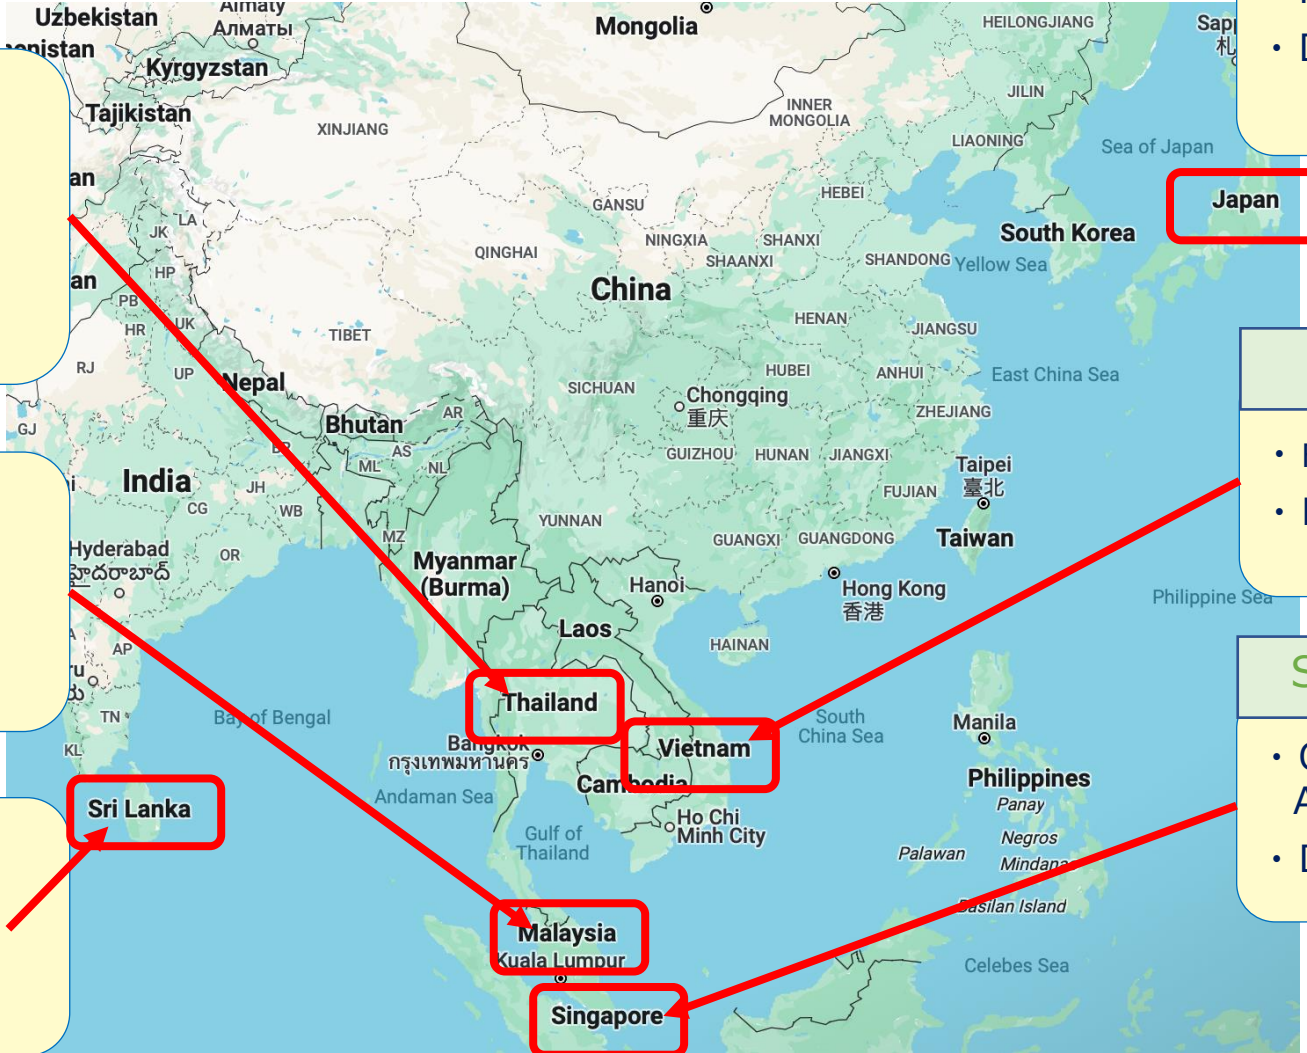 Uzbekistan
Almaty
Алматы
Mongolia
HEILONGJIANG
Kyrgyzstan
Tajikistan
XINJIANG
INNER
MONGOLIA
JILIN
LIAONING
Sea of Japan
an
LA
JK
GANSU
HEBEI
Japan
South Korea
QINGHAI
NINGXIA
SHANXI
SHAANXI
SHANDONG
Yellow Sea
HP
an
China
PB
HR
UK
TIBET
HENAN
JIANGSU
RJ
UP
Nepal
SICHUAN
HUBEI
ANHUI
East China Sea
Chongqing
重庆
ZHEJIANG
Bhutan
AR
GJ
AS
ML
NL
GUIZHOU
HUNAN
JIANGXI
Taipei
臺北
India
JH
CG
WB
FUJIAN
YUNNAN
MZ
GUANGXI
GUANGDONG
Taiwan
Hyderabad
OR
Myanmar
(Burma)
Hanoi
Hong Kong
香港
Philippine Sea
Laos
HAINAN
AP
TN
Bay of Bengal
Thailand
South
China Sea
Manila
KL
Bangkok
กรุงเทพมหานคร
Vietnam
Cambodia
Philippines
Panay
Sri Lanka
Andaman Sea
Ho Chi
Minh City
Gulf of
Thailand
Negros
Palawan
Mindanao
Basilan Island
Malaysia
Kuala Lumpur
Celebes Sea
Singapore